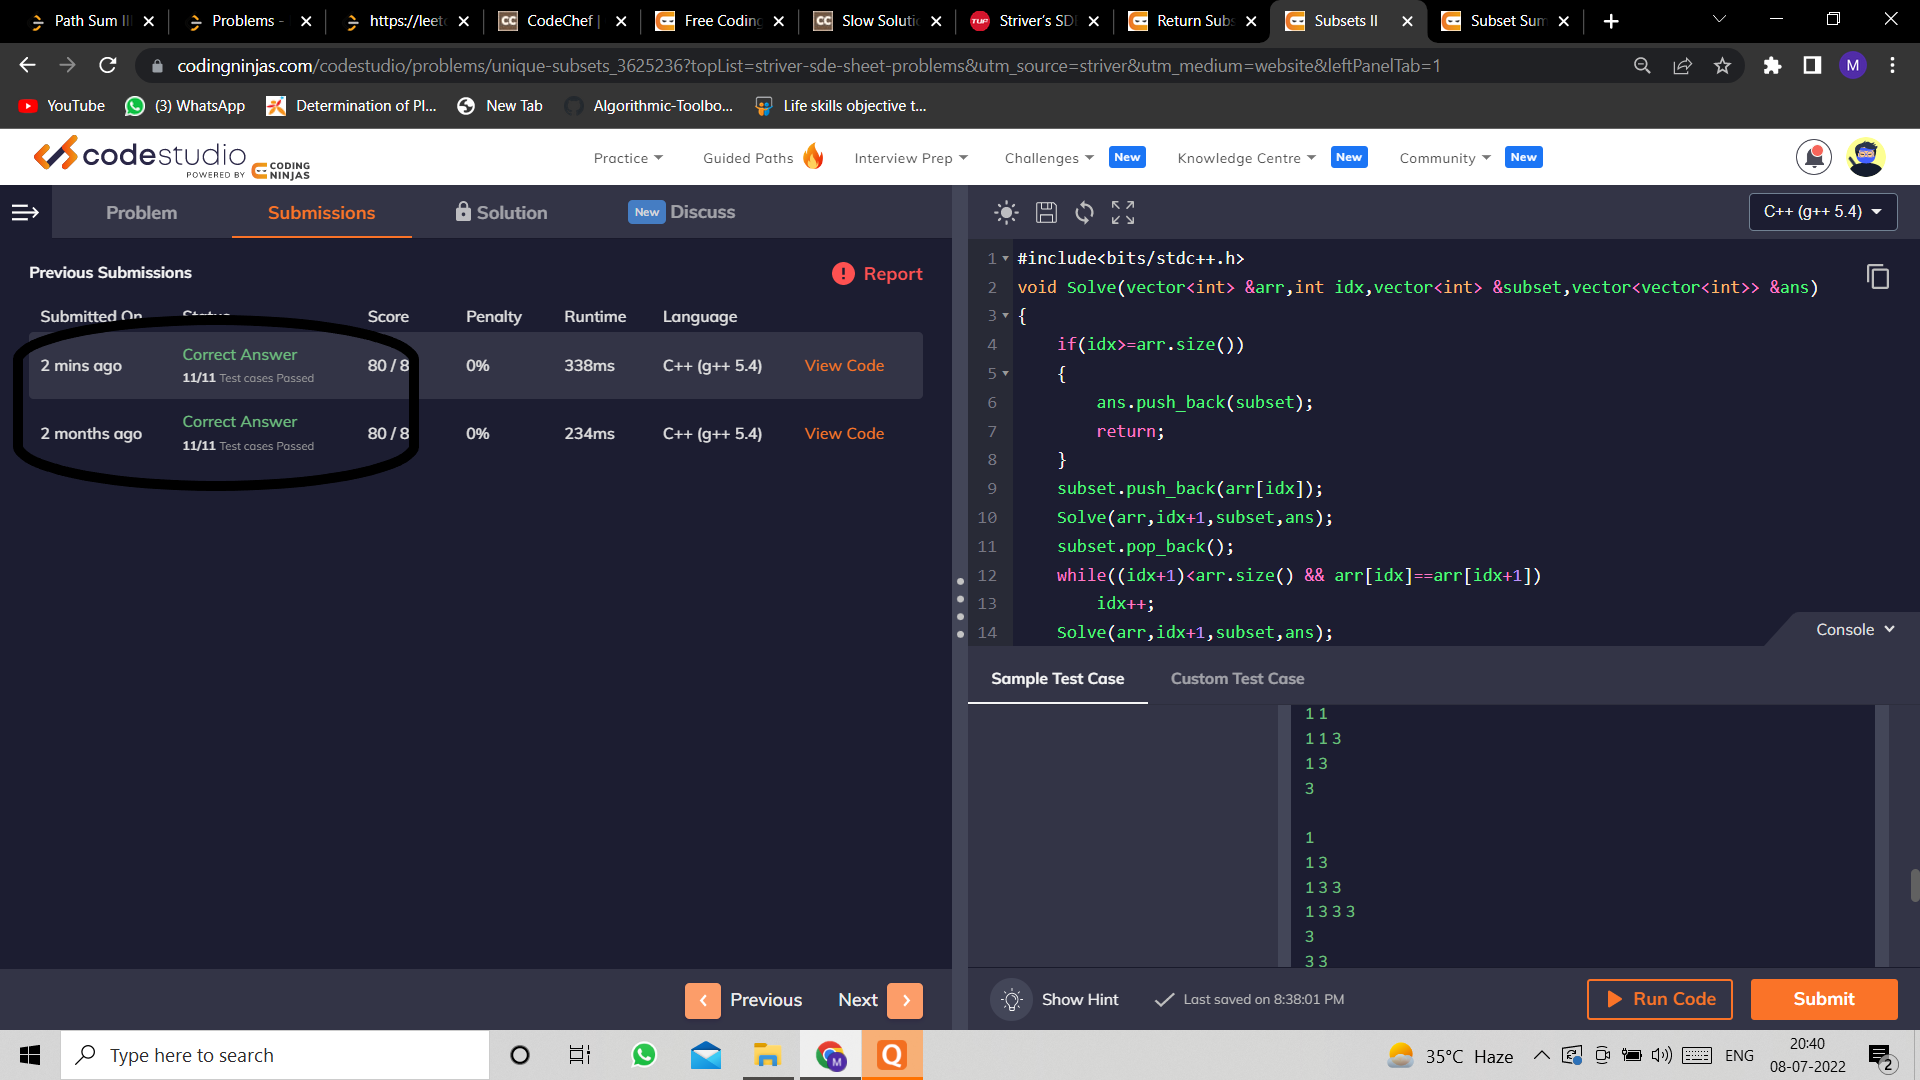 Path Sum III
Problems -
https://leetc
CodeChef |
Free Coding
Slow Soluti
Striver's SDE
Return Subs
Subsets II
Subset Sum
codingninjas.com/codestudio/problems/unique-subsets_3625236?topList=striver-sde-sheet-problems&utm_source=striver&utm_medium=website&leftPanelTab=1
M
YouTube
(3) WhatsApp
Determination of Pl...
New Tab
Algorithmic-Toolbo...
Life skills objective t...
codestudio
POWERED BY CODING NINJAS
Practice
Guided Paths
Interview Prep
Challenges New
Knowledge Centre New
Community New
Problem
Submissions
Solution
New Discuss
C++ (g++ 5.4)
Previous Submissions
! Report
Submitted On Status Score Penalty Runtime Language
2 mins ago Correct Answer 80 / 8 0% 338ms C++ (g++ 5.4) View Code
11/11 Test cases Passed
2 months ago Correct Answer 80 / 8 0% 234ms C++ (g++ 5.4) View Code
11/11 Test cases Passed
Previous
Next
1 #include<bits/stdc++.h>
2 void Solve(vector<int> &arr,int idx,vector<int> &subset,vector<vector<int>> &ans)
3 {
4 if(idx>=arr.size())
5 {
6 ans.push_back(subset);
7 return;
8 }
9 subset.push_back(arr[idx]);
10 Solve(arr,idx+1,subset,ans);
11 subset.pop_back();
12 while((idx+1)<arr.size() && arr[idx]==arr[idx+1])
13 idx++;
14 Solve(arr,idx+1,subset,ans);
Console
Sample Test Case
Custom Test Case
1 1
1 1 3
1 3
3
1
1 3
1 3 3
1 3 3 3
3
3 3
Show Hint
Last saved on 8:38:01 PM
Run Code
Submit
Type here to search
M
Q
35°C Haze
ENG
20:40
08-07-2022
2